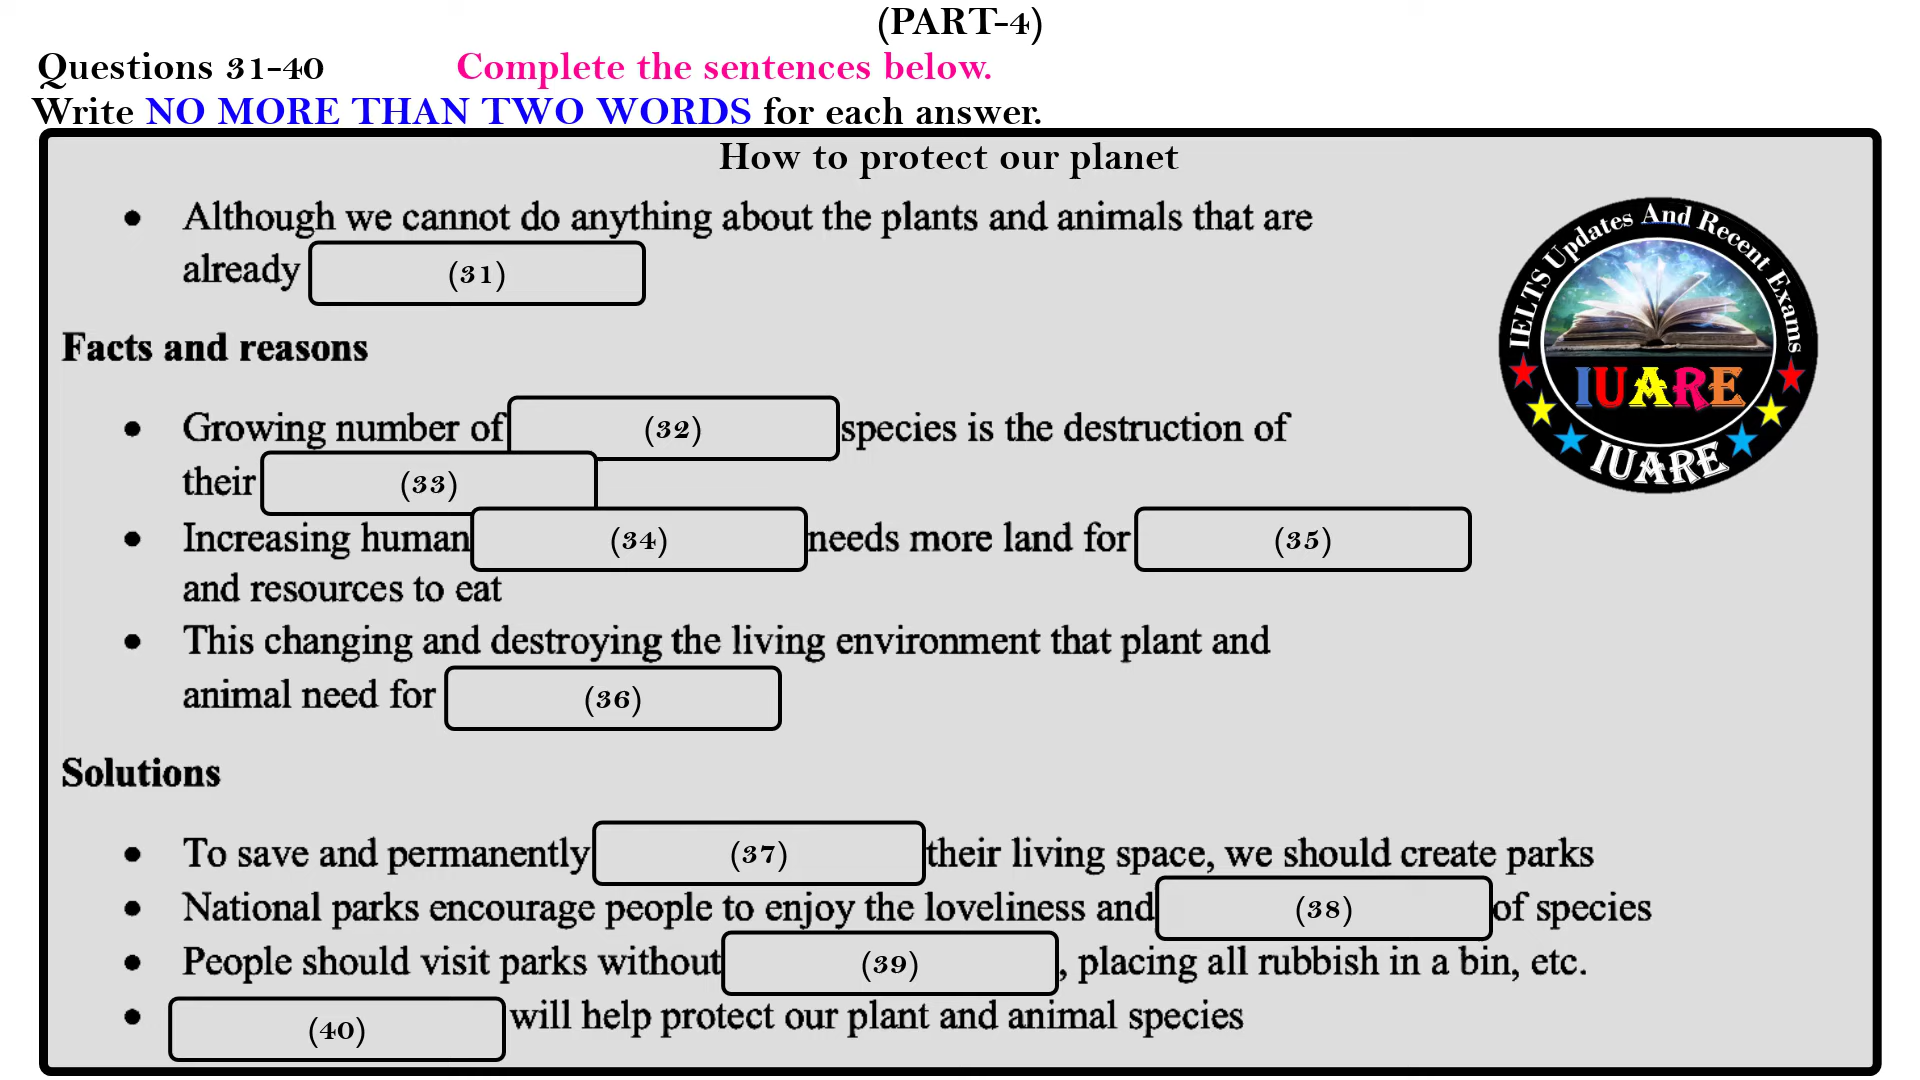 (PART-4)
Questions 31-40 Complete the sentences below.
Write NO MORE THAN TWO WORDS for each answer.
How to protect our planet
• Although we cannot do anything about the plants and animals that are
already (31)
Facts and reasons
• Growing number of (32) species is the destruction of
their (33)
• Increasing human (34) needs more land for (35)
and resources to eat
• This changing and destroying the living environment that plant and
animal need for (36)
Solutions
• To save and permanently (37) their living space, we should create parks
• National parks encourage people to enjoy the loveliness and (38) of species
• People should visit parks without (39), placing all rubbish in a bin, etc.
• (40) will help protect our plant and animal species
IELTS Updates And Recent Exams
IUARE
IUARE